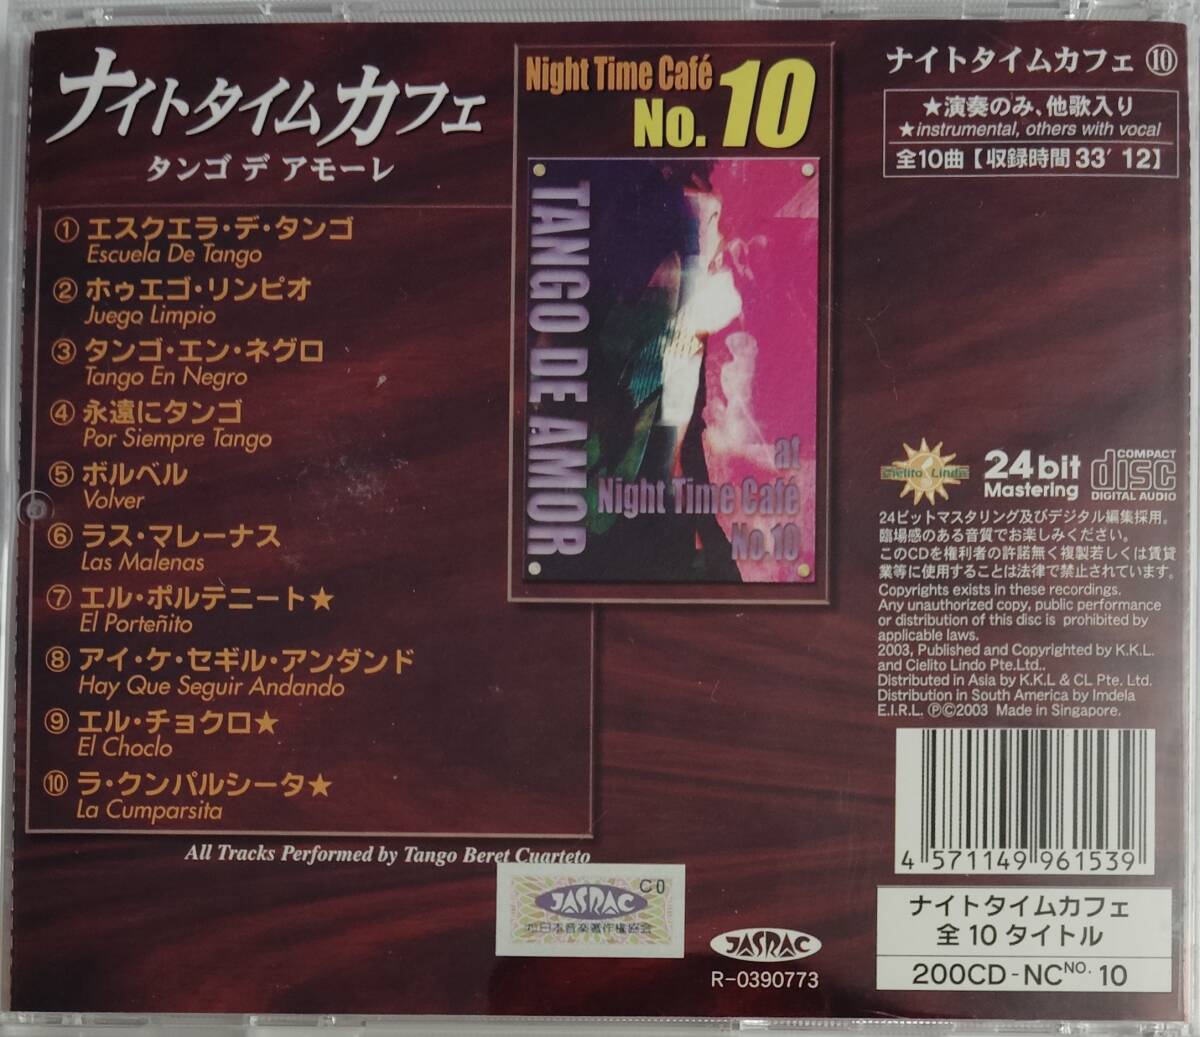 ナイトタイムカフェ
タンゴ デ アモーレ
① エスクエラ・デ・タンゴ
Escuela De Tango
② ホゥエゴ・リンピオ
Juego Limpio
③ タンゴ・エン・ネグロ
Tango En Negro
④ 永遠にタンゴ
Por Siempre Tango
⑤ ボルベル
Volver
⑥ ラス・マレーナス
Las Malenas
⑦ エル・ポルテニート★
El Porteñito
⑧ アイ・ケ・セギル・アンダンド
Hay Que Seguir Andando
⑨ エル・チョクロ★
El Choclo
⑩ ラ・クンパルシータ★
La Cumparsita
All Tracks Performed by Tango Beret Cuarteto
Night Time Café
No. 10
TANGO DE AMOR
at
Night Time Café
No.10
ナイトタイムカフェ ⑩
★演奏のみ、他歌入り
★instrumental, others with vocal
全10曲【収録時間 33' 12】
Cielito Lindo
24bit
Mastering
COMPACT
disc
DIGITAL AUDIO
24ビットマスタリング及びデジタル編集採用。
臨場感のある音質でお楽しみください。
このCDを権利者の許諾無く複製若しくは賃貸
業等に使用することは法律で禁止されています。
Copyrights exists in these recordings.
Any unauthorized copy, public performance
or distribution of this disc is prohibited by
applicable laws.
2003, Published and Copyrighted by K.K.L.
and Cielito Lindo Pte.Ltd..
Distributed in Asia by K.K.L & CL Pte. Ltd.
Distribution in South America by Imdela
E.I.R.L. ℗©2003 Made in Singapore.
4 571149 961539
ナイトタイムカフェ
全 10 タイトル
200CD-NC NO. 10
C0
JASRAC
㈳日本音楽著作権協会
JASRAC
R-0390773